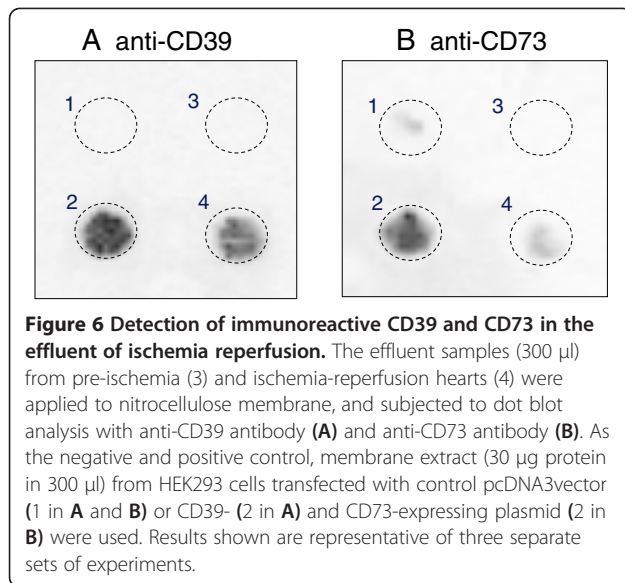 A anti-CD39
B anti-CD73
1
3
2
4
1
3
2
4
Figure 6 Detection of immunoreactive CD39 and CD73 in the
effluent of ischemia reperfusion. The effluent samples (300 μl)
from pre-ischemia (3) and ischemia-reperfusion hearts (4) were
applied to nitrocellulose membrane, and subjected to dot blot
analysis with anti-CD39 antibody (A) and anti-CD73 antibody (B). As
the negative and positive control, membrane extract (30 μg protein
in 300 μl) from HEK293 cells transfected with control pcDNA3vector
(1 in A and B) or CD39- (2 in A) and CD73-expressing plasmid (2 in
B) were used. Results shown are representative of three separate
sets of experiments.